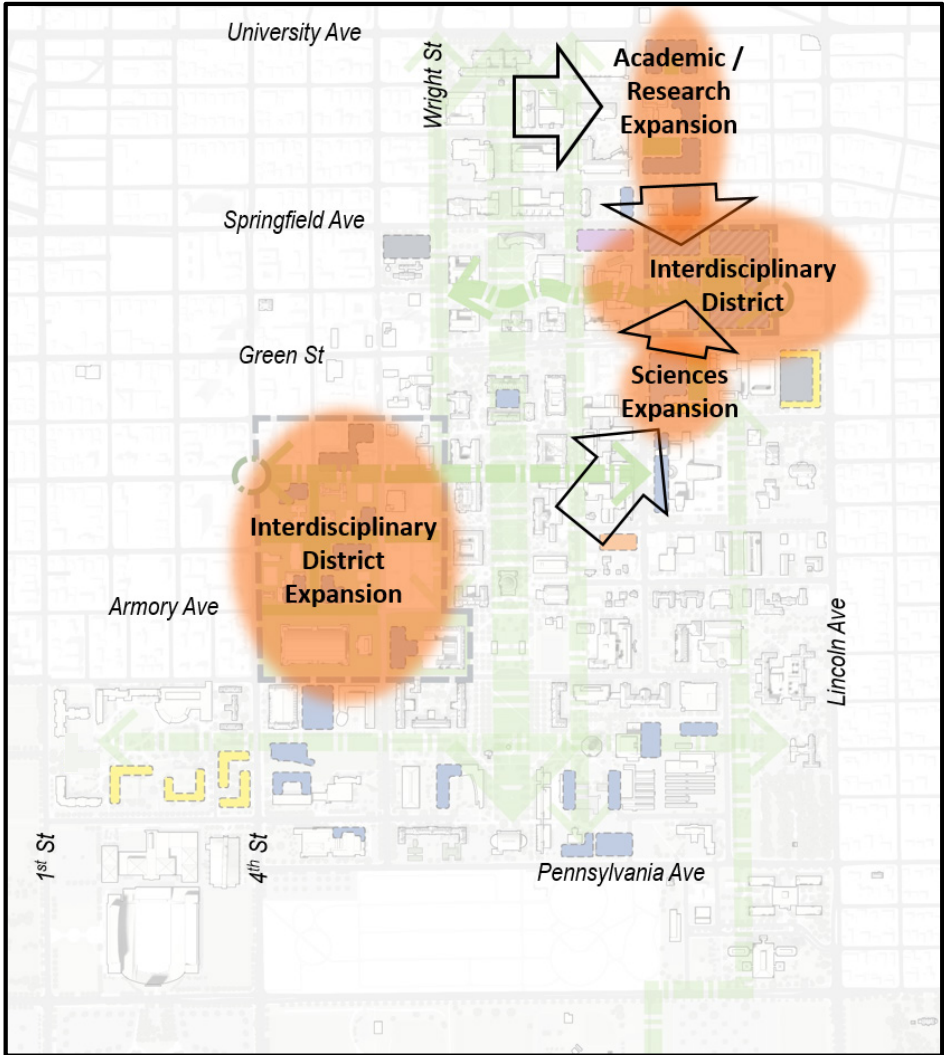 University Ave
Wright St
Academic /
Research
Expansion
Springfield Ave
Interdisciplinary
District
Green St
Sciences
Expansion
Interdisciplinary
District
Expansion
Armory Ave
Lincoln Ave
1st St
4th St
Pennsylvania Ave